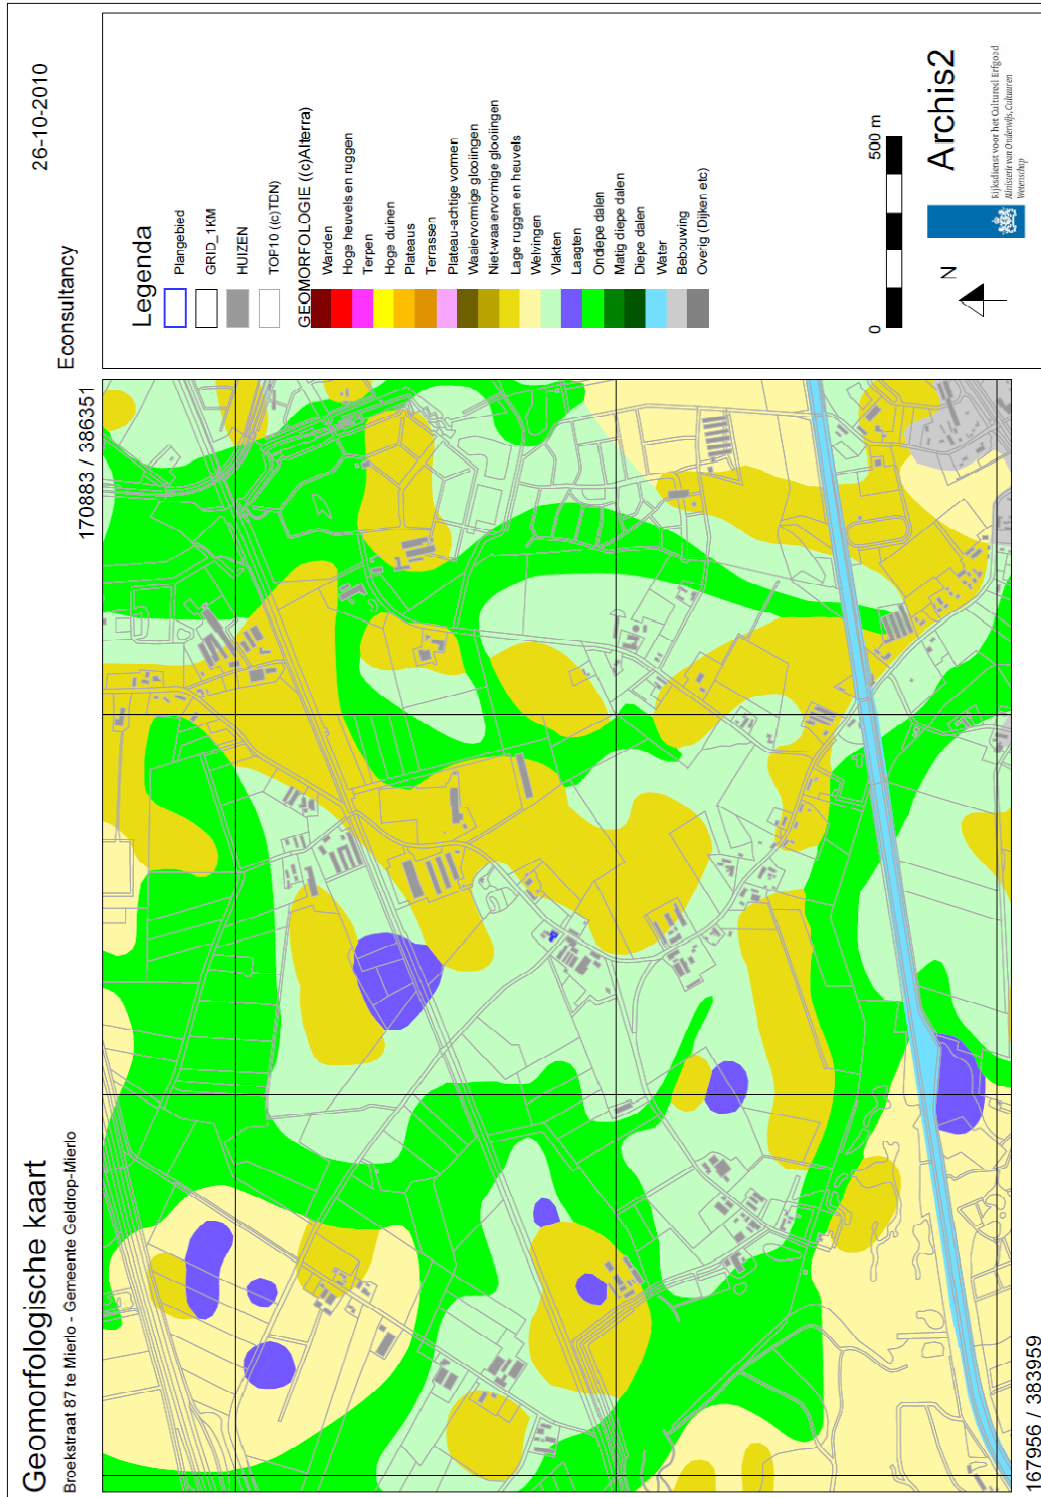 Geomorfologische kaart
Broekstraat 87 te Mierlo - Gemeente Geldrop-Mierlo
Econsultancy
26-10-2010
170883 / 386351
167956 / 383959
Legenda
Plangebied
GRID_1KM
HUIZEN
TOP10 ((c)TDN)
GEOMORFOLOGIE ((c)Alterra)
Warden
Hoge heuvels en ruggen
Terpen
Hoge duinen
Plateaus
Terrassen
Plateau-achtige vormen
Waaiervormige glooiingen
Niet-waaiervormige glooiingen
Lage ruggen en heuvels
Welvingen
Vlakten
Laagten
Ondiepe dalen
Matig diepe dalen
Diepe dalen
Water
Bebouwing
Overig (Dijken etc)
0
500 m
N
Archis2
Rijksdienst voor het Cultureel Erfgoed
Ministerie van Onderwijs, Cultuur en
Wetenschap